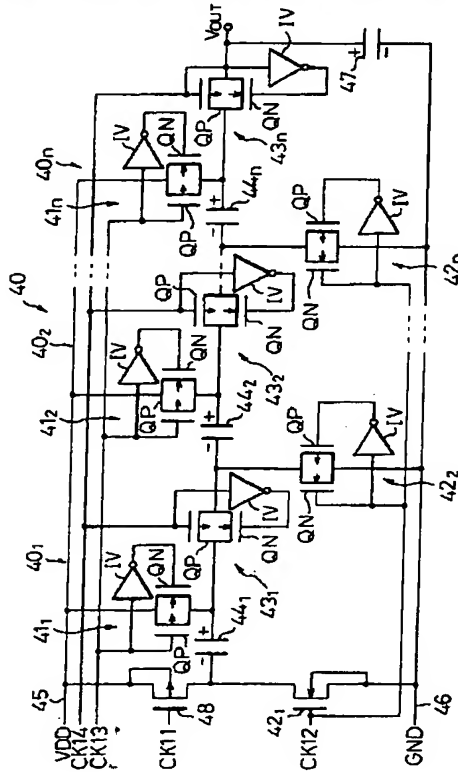 40
40₁
40₂
40n
45
VDD
CK14
CK13
41₁
IV
QN
QP
41₂
IV
QN
QP
41n
IV
QN
QP
VOUT
IV
QP
QN
43n
44n
+
-
QP
IV
QN
43₂
44₂
+
-
QP
IV
QN
43₁
44₁
+
-
CK11
48
CK12
42₁
GND
46
QP
QN
IV
42₂
QP
QN
IV
42n
47
+
-